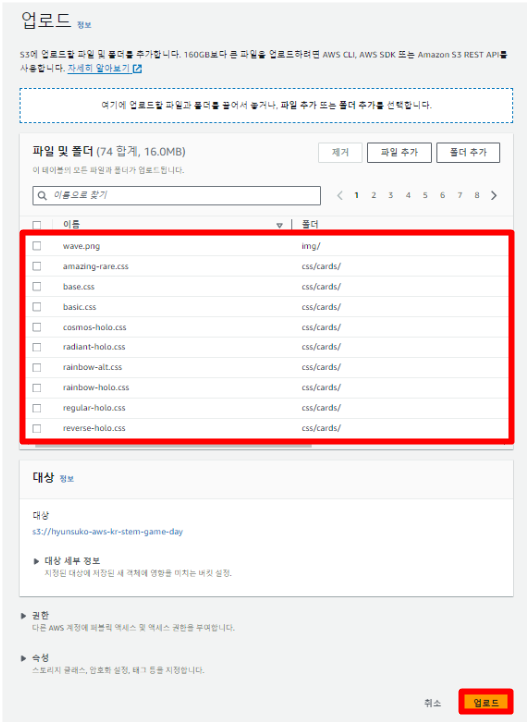 업로드 정보
S3에 업로드할 파일 및 폴더를 추가합니다. 160GB보다 큰 파일을 업로드하려면 AWS CLI, AWS SDK 또는 Amazon S3 REST API를
사용합니다. 자세히 알아보기
여기에 업로드할 파일과 폴더를 끌어서 놓거나, 파일 추가 또는 폴더 추가를 선택합니다.
파일 및 폴더 (74 합계, 16.0MB)
제거
파일 추가
폴더 추가
이 테이블의 모든 파일과 폴더가 업로드됩니다.
이름으로 찾기
1 2 3 4 5 6 7 8
이름 폴더
wave.png img/
amazing-rare.css css/cards/
base.css css/cards/
basic.css css/cards/
cosmos-holo.css css/cards/
radiant-holo.css css/cards/
rainbow-alt.css css/cards/
rainbow-holo.css css/cards/
regular-holo.css css/cards/
reverse-holo.css css/cards/
대상 정보
대상
s3://hyunsuko-aws-kr-stem-game-day
대상 세부 정보
지정된 대상에 저장된 새 객체에 영향을 미치는 버킷 설정.
권한
다른 AWS 계정에 퍼블릭 액세스 및 액세스 권한을 부여합니다.
속성
스토리지 클래스, 암호화 설정, 태그 등을 지정합니다.
취소
업로드